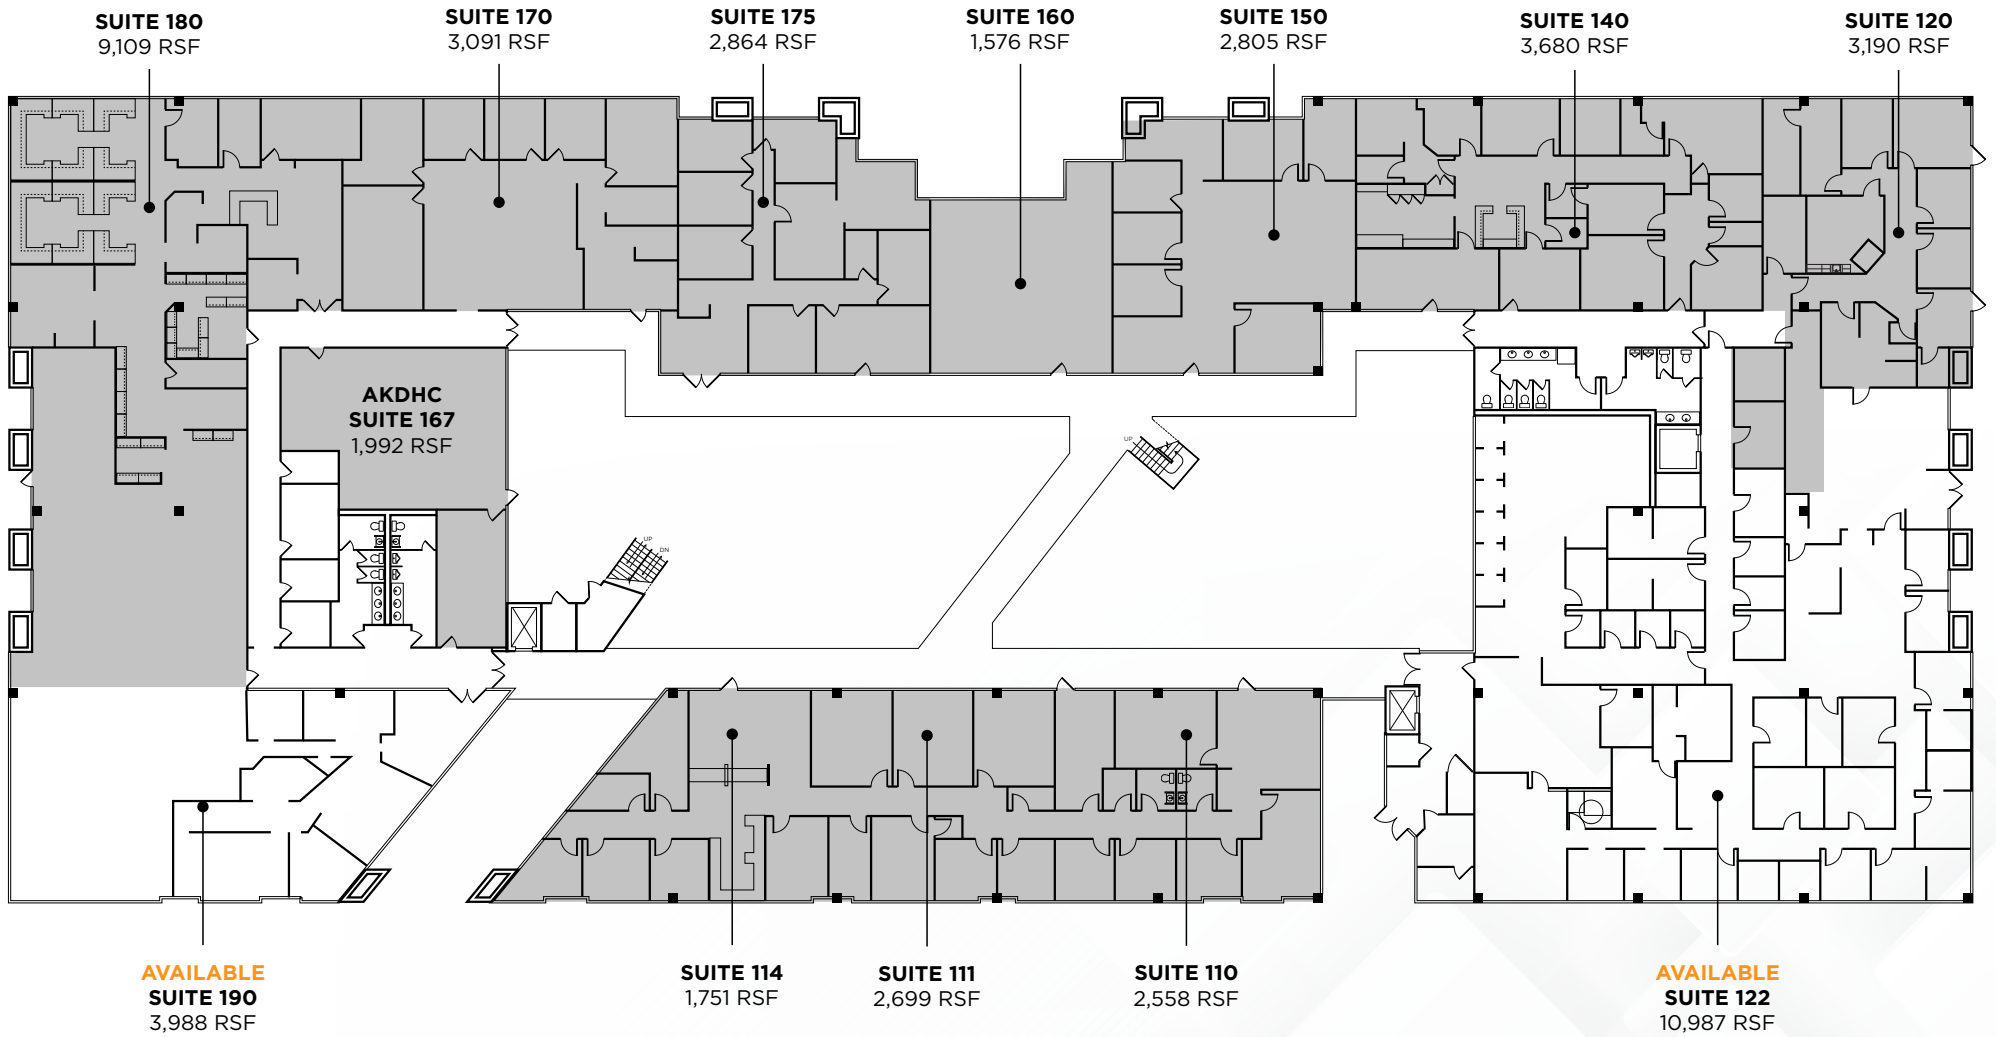 SUITE 180
9,109 RSF
SUITE 170
3,091 RSF
SUITE 175
2,864 RSF
SUITE 160
1,576 RSF
SUITE 150
2,805 RSF
SUITE 140
3,680 RSF
SUITE 120
3,190 RSF
AKDHC
SUITE 167
1,992 RSF
UP
UP
DN
AVAILABLE
SUITE 190
3,988 RSF
SUITE 114
1,751 RSF
SUITE 111
2,699 RSF
SUITE 110
2,558 RSF
AVAILABLE
SUITE 122
10,987 RSF